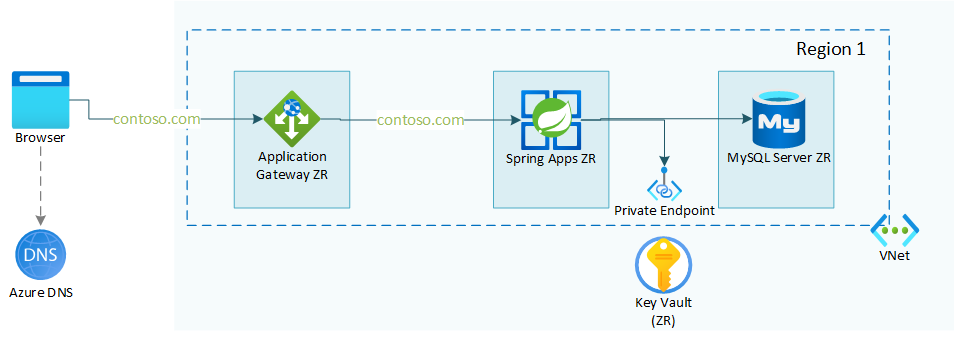 Region 1
contoso.com
contoso.com
My
Browser
Application
Gateway ZR
Spring Apps ZR
MySQL Server ZR
Private Endpoint
DNS
VNet
Azure DNS
Key Vault
(ZR)